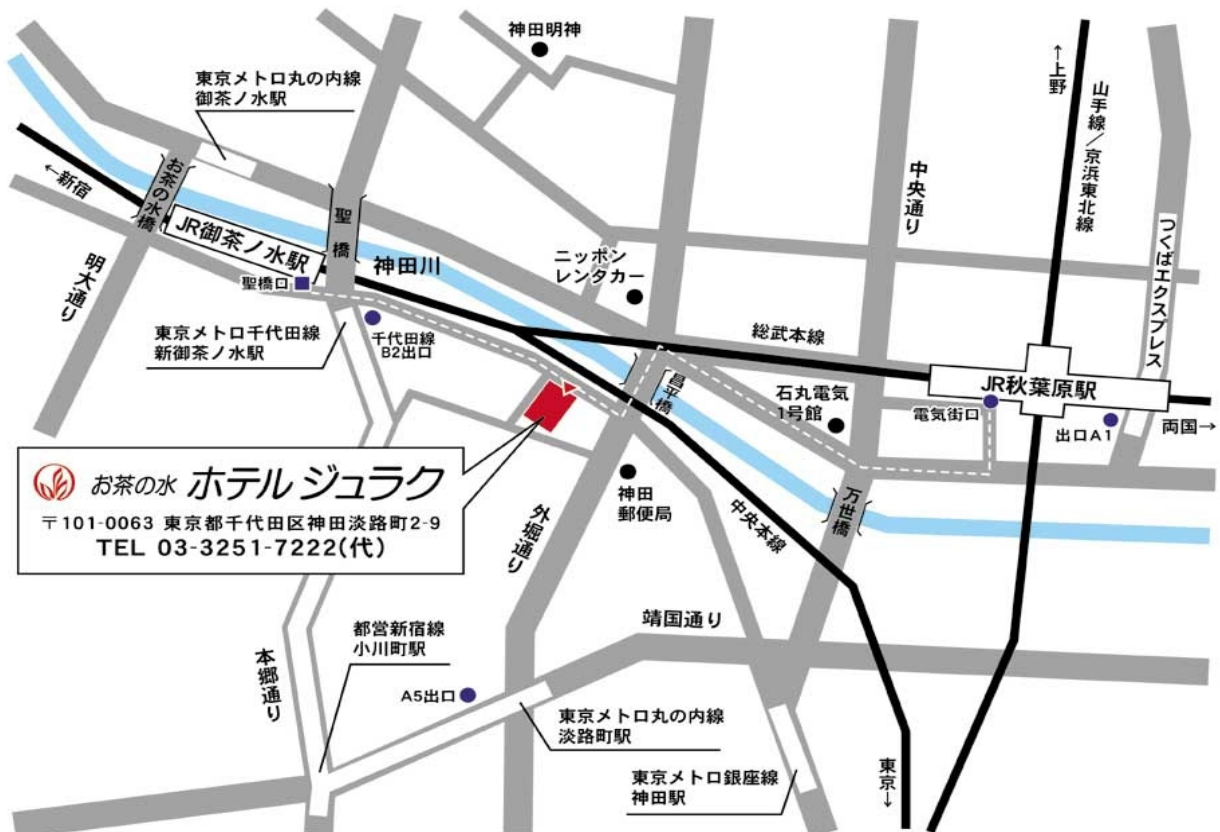 神田明神
東京メトロ丸の内線
御茶ノ水駅
↑上野
山手線／京浜東北線
中央通り
つくばエクスプレス
←新宿
お茶の水橋
JR御茶ノ水駅
聖橋
神田川
聖橋口
明大通り
ニッポン
レンタカー
東京メトロ千代田線
新御茶ノ水駅
千代田線
B2出口
総武本線
昌平橋
石丸電気
1号館
JR秋葉原駅
電気街口
出口A1
両国→
お茶の水 ホテル ジュラク
〒101-0063 東京都千代田区神田淡路町2-9
TEL 03-3251-7222(代)
外堀通り
神田
郵便局
中央本線
万世橋
靖国通り
都営新宿線
小川町駅
本郷通り
A5出口
東京メトロ丸の内線
淡路町駅
東京メトロ銀座線
神田駅
東京↓